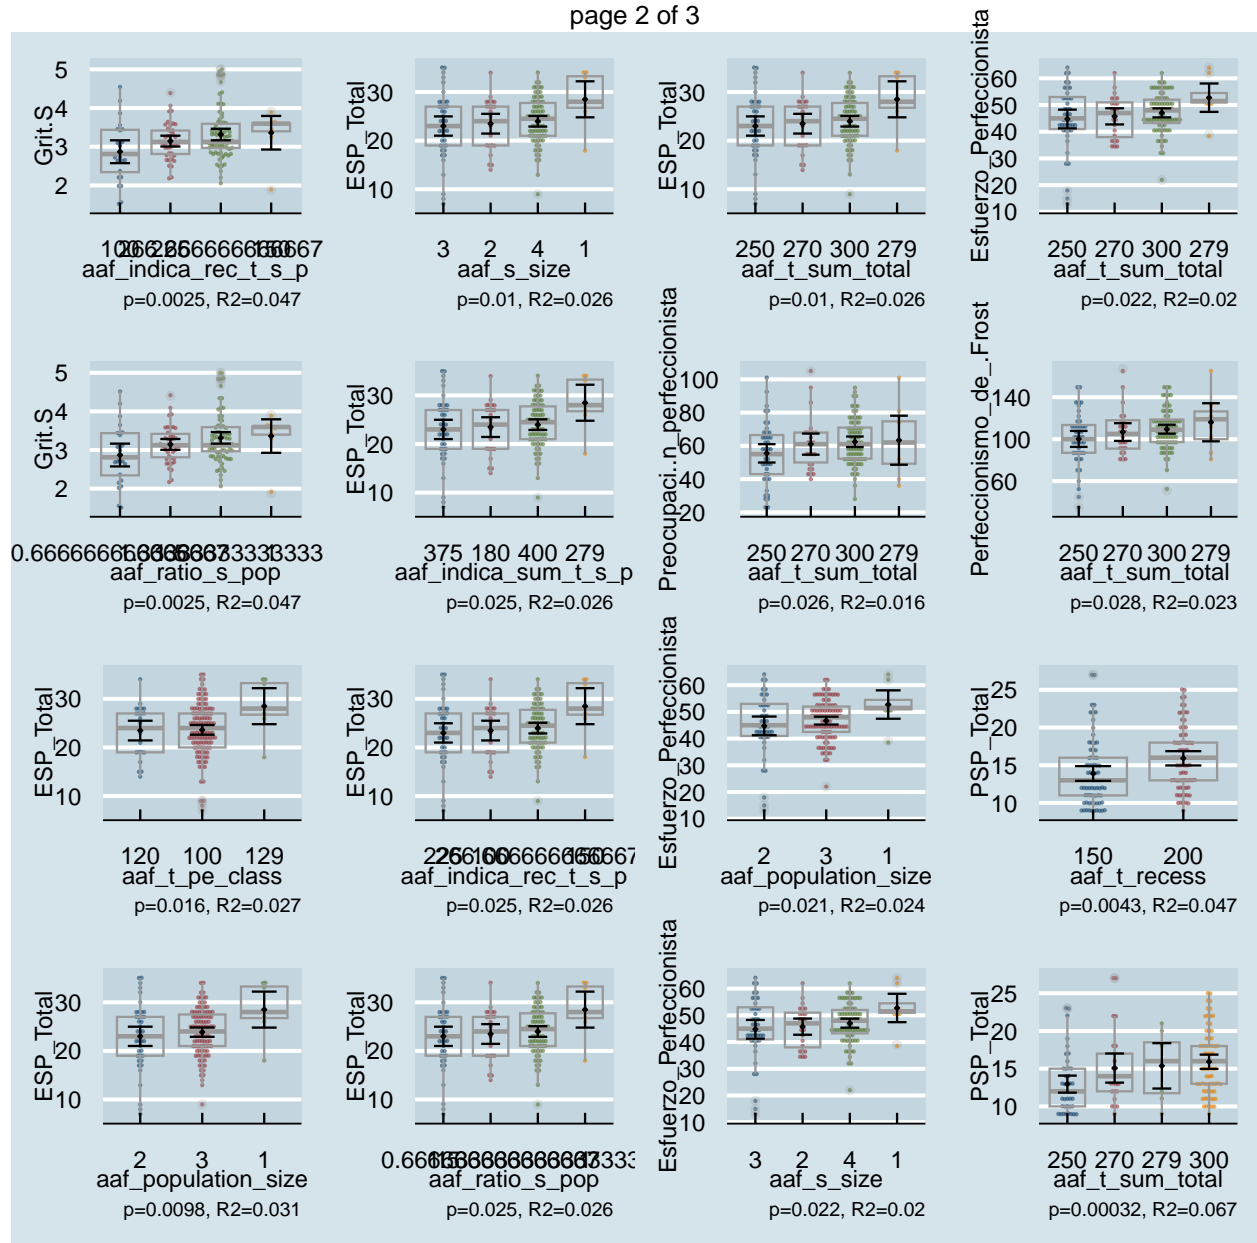 page 2 of 3
5
4
3
2
Grit.S
aaf_indica_rec_t_s_p
p=0.0025, R2=0.047
30
20
10
ESP_Total
3 2 4 1
aaf_s_size
p=0.01, R2=0.026
30
20
10
ESP_Total
250 270 300 279
aaf_t_sum_total
p=0.01, R2=0.026
60
50
40
30
20
10
Esfuerzo_Perfeccionista
250 270 300 279
aaf_t_sum_total
p=0.022, R2=0.02
5
4
3
2
Grit.S
aaf_ratio_s_pop
p=0.0025, R2=0.047
30
20
10
ESP_Total
375 180 400 279
aaf_indica_sum_t_s_p
p=0.025, R2=0.026
100
80
60
40
20
Preocupaci..n_perfeccionista
250 270 300 279
aaf_t_sum_total
p=0.026, R2=0.016
140
100
60
Perfeccionismo_de_.Frost
250 270 300 279
aaf_t_sum_total
p=0.028, R2=0.023
30
20
10
ESP_Total
120 100 129
aaf_t_pe_class
p=0.016, R2=0.027
30
20
10
ESP_Total
aaf_indica_rec_t_s_p
p=0.025, R2=0.026
60
50
40
30
20
10
Esfuerzo_Perfeccionista
2 3 1
aaf_population_size
p=0.021, R2=0.024
25
20
15
10
PSP_Total
150 200
aaf_t_recess
p=0.0043, R2=0.047
30
20
10
ESP_Total
2 3 1
aaf_population_size
p=0.0098, R2=0.031
30
20
10
ESP_Total
aaf_ratio_s_pop
p=0.025, R2=0.026
60
50
40
30
20
10
Esfuerzo_Perfeccionista
3 2 4 1
aaf_s_size
p=0.022, R2=0.02
25
20
15
10
PSP_Total
250 270 279 300
aaf_t_sum_total
p=0.00032, R2=0.067